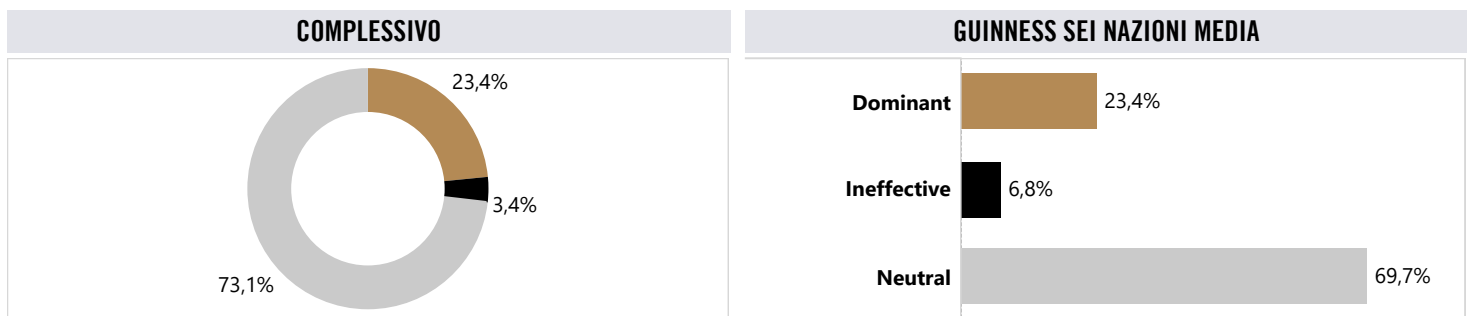 COMPLESSIVO
23,4%
3,4%
73,1%
GUINNESS SEI NAZIONI MEDIA
Dominant 23,4%
Ineffective 6,8%
Neutral 69,7%